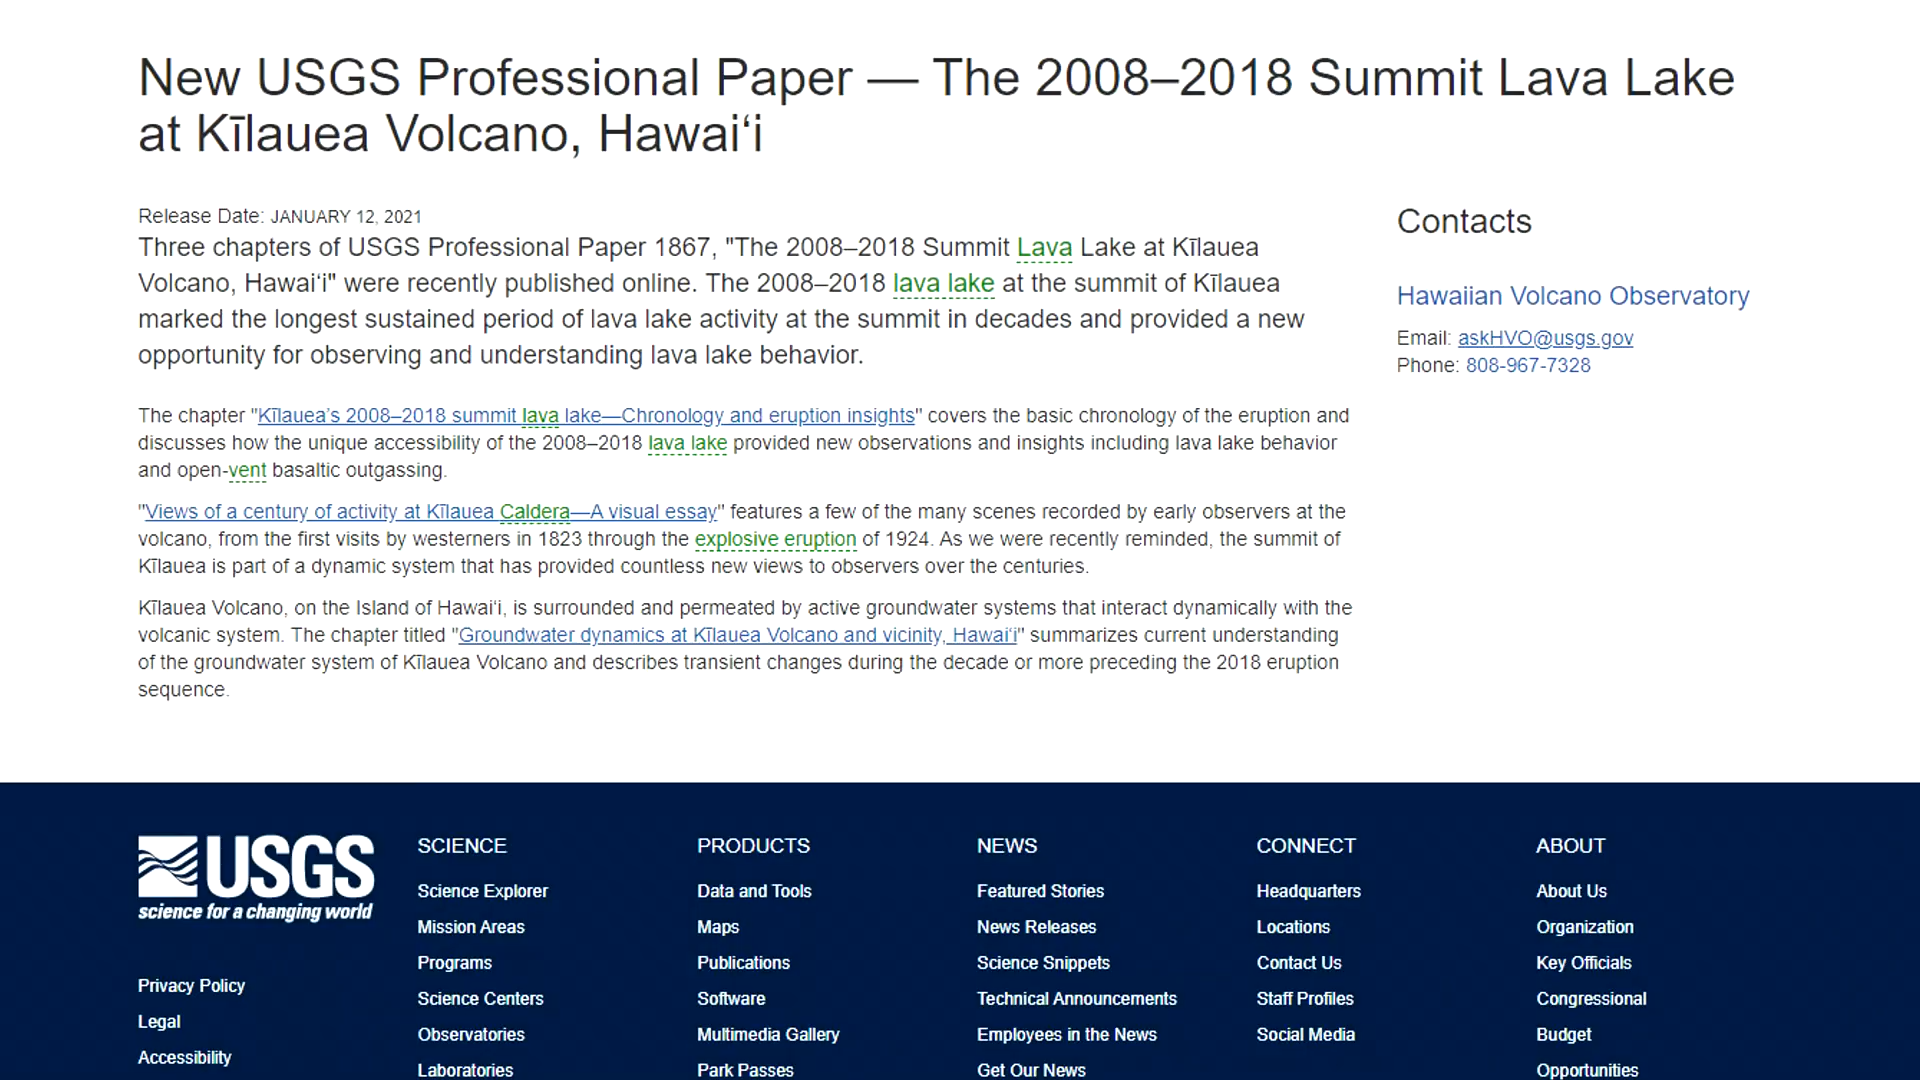 New USGS Professional Paper — The 2008–2018 Summit Lava Lake
at Kīlauea Volcano, Hawaiʻi
Release Date: JANUARY 12, 2021
Three chapters of USGS Professional Paper 1867, "The 2008–2018 Summit Lava Lake at Kīlauea
Volcano, Hawaiʻi" were recently published online. The 2008–2018 lava lake at the summit of Kīlauea
marked the longest sustained period of lava lake activity at the summit in decades and provided a new
opportunity for observing and understanding lava lake behavior.
The chapter "Kīlauea’s 2008–2018 summit lava lake—Chronology and eruption insights" covers the basic chronology of the eruption and
discusses how the unique accessibility of the 2008–2018 lava lake provided new observations and insights including lava lake behavior
and open-vent basaltic outgassing.
"Views of a century of activity at Kīlauea Caldera—A visual essay" features a few of the many scenes recorded by early observers at the
volcano, from the first visits by westerners in 1823 through the explosive eruption of 1924. As we were recently reminded, the summit of
Kīlauea is part of a dynamic system that has provided countless new views to observers over the centuries.
Kīlauea Volcano, on the Island of Hawaiʻi, is surrounded and permeated by active groundwater systems that interact dynamically with the
volcanic system. The chapter titled "Groundwater dynamics at Kīlauea Volcano and vicinity, Hawaiʻi" summarizes current understanding
of the groundwater system of Kīlauea Volcano and describes transient changes during the decade or more preceding the 2018 eruption
sequence.
Contacts
Hawaiian Volcano Observatory
Email: askHVO@usgs.gov
Phone: 808-967-7328
USGS
science for a changing world
Privacy Policy
Legal
Accessibility
SCIENCE
Science Explorer
Mission Areas
Programs
Science Centers
Observatories
Laboratories
PRODUCTS
Data and Tools
Maps
Publications
Software
Multimedia Gallery
Park Passes
NEWS
Featured Stories
News Releases
Science Snippets
Technical Announcements
Employees in the News
Get Our News
CONNECT
Headquarters
Locations
Contact Us
Staff Profiles
Social Media
ABOUT
About Us
Organization
Key Officials
Congressional
Budget
Opportunities